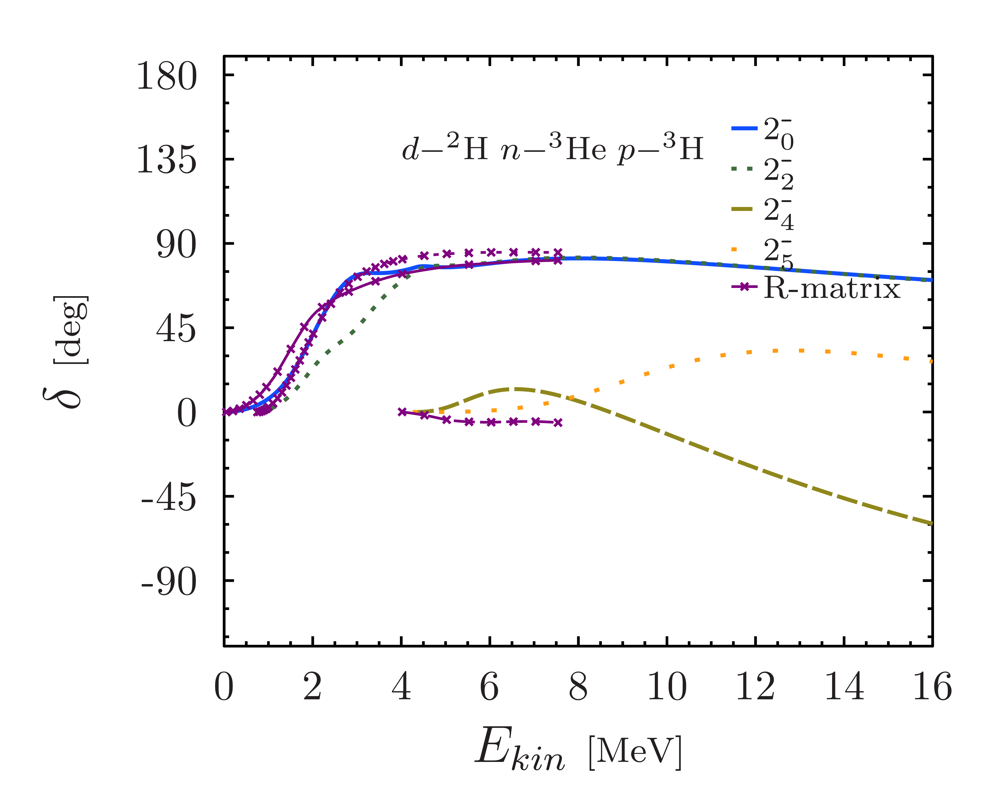 180
135
90
45
0
-45
-90
δ [deg]
d–²H n–³He p–³H
2₀⁻
2₂⁻
2₄⁻
2₅⁻
R-matrix
0 2 4 6 8 10 12 14 16
E_kin [MeV]